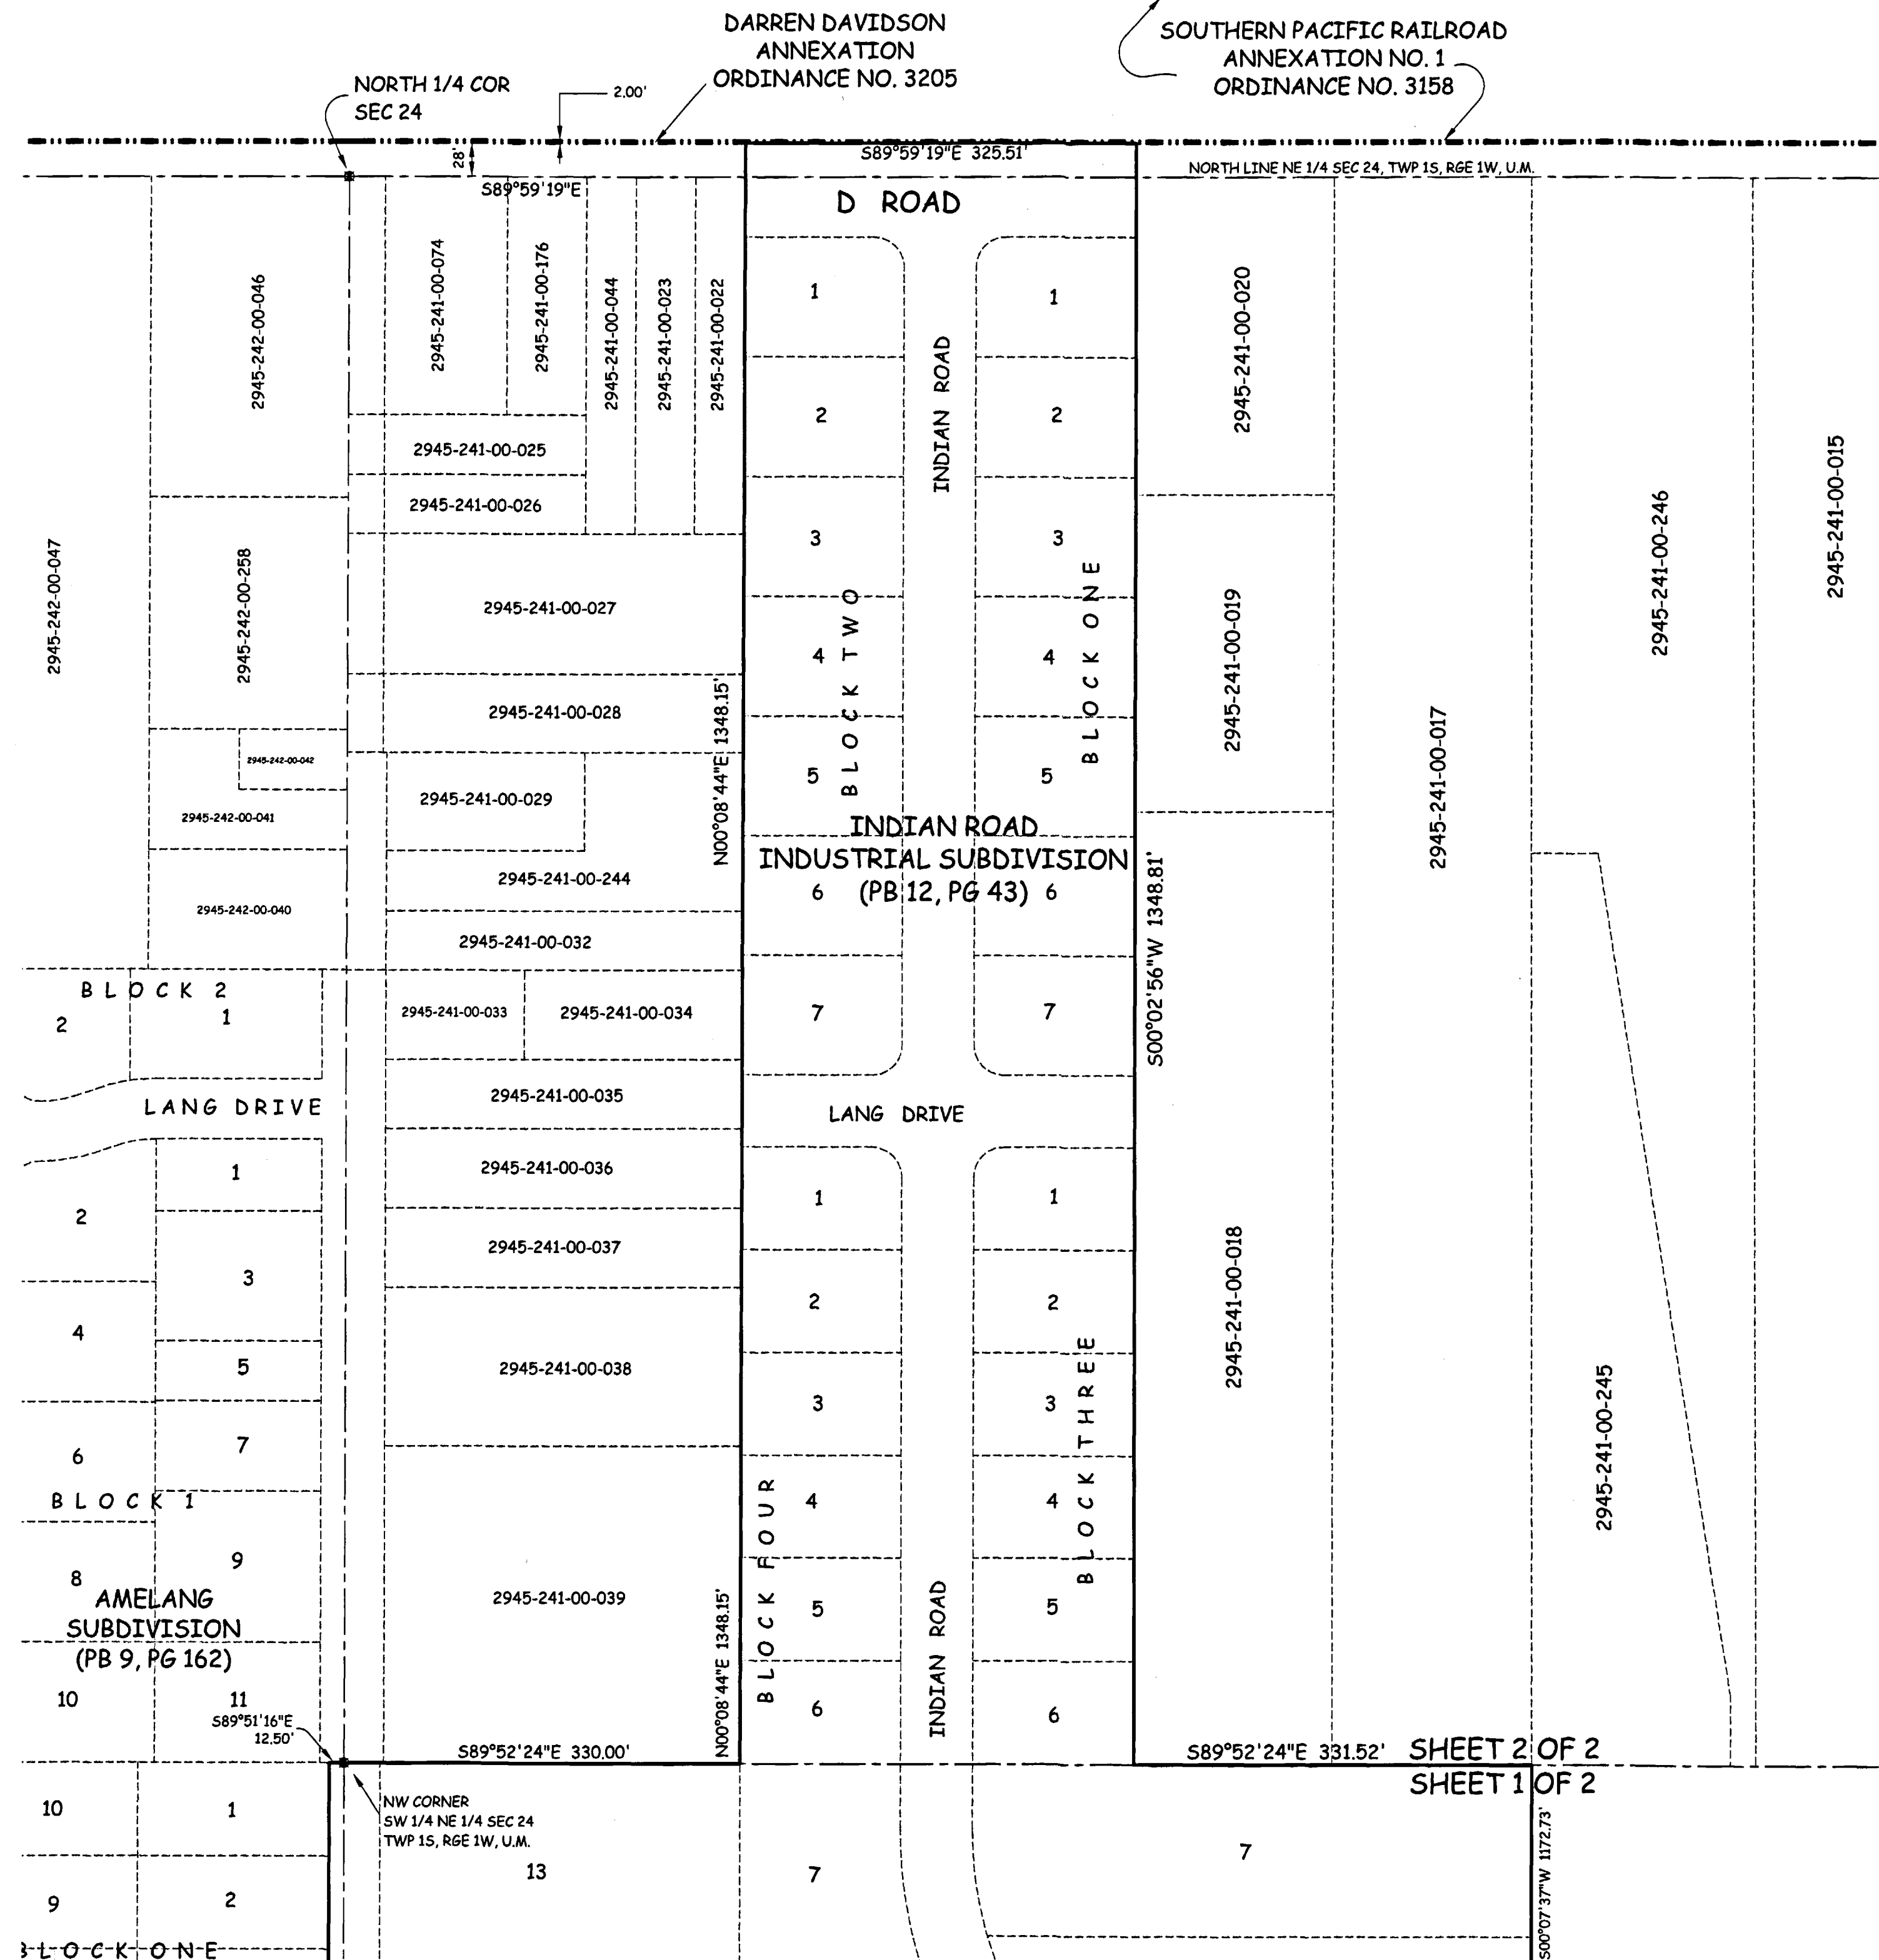 DARREN DAVIDSON
ANNEXATION
ORDINANCE NO. 3205
SOUTHERN PACIFIC RAILROAD
ANNEXATION NO. 1
ORDINANCE NO. 3158
NORTH 1/4 COR
SEC 24
2.00'
28'
S89°59'19"E
S89°59'19"E 325.51'
NORTH LINE NE 1/4 SEC 24, TWP 1S, RGE 1W, U.M.
D ROAD
2945-242-00-047
2945-242-00-046
2945-242-00-258
2945-242-00-042
2945-242-00-041
2945-242-00-040
2945-241-00-074
2945-241-00-176
2945-241-00-044
2945-241-00-023
2945-241-00-022
2945-241-00-025
2945-241-00-026
2945-241-00-027
2945-241-00-028
2945-241-00-029
2945-241-00-244
2945-241-00-032
2945-241-00-033
2945-241-00-034
2945-241-00-035
2945-241-00-036
2945-241-00-037
2945-241-00-038
2945-241-00-039
N00°08'44"E 1348.15'
N00°08'44"E 1348.15'
1
2
3
4
5
6
7
BLOCK TWO
INDIAN ROAD
1
2
3
4
5
6
7
BLOCK ONE
INDIAN ROAD
INDUSTRIAL SUBDIVISION
(PB 12, PG 43)
LANG DRIVE
1
2
3
4
5
6
BLOCK FOUR
INDIAN ROAD
1
2
3
4
5
6
BLOCK THREE
S00°02'56"W 1348.81'
2945-241-00-020
2945-241-00-019
2945-241-00-018
2945-241-00-017
2945-241-00-246
2945-241-00-015
2945-241-00-245
BLOCK 2
2
1
LANG DRIVE
1
2
3
4
5
6
7
BLOCK 1
8
9
AMELANG
SUBDIVISION
(PB 9, PG 162)
10
11
S89°51'16"E
12.50'
S89°52'24"E 330.00'
S89°52'24"E 331.52'
SHEET 2 OF 2
SHEET 1 OF 2
NW CORNER
SW 1/4 NE 1/4 SEC 24
TWP 1S, RGE 1W, U.M.
10
1
9
2
BLOCK ONE
13
7
7
S00°07'37"W 1172.73'